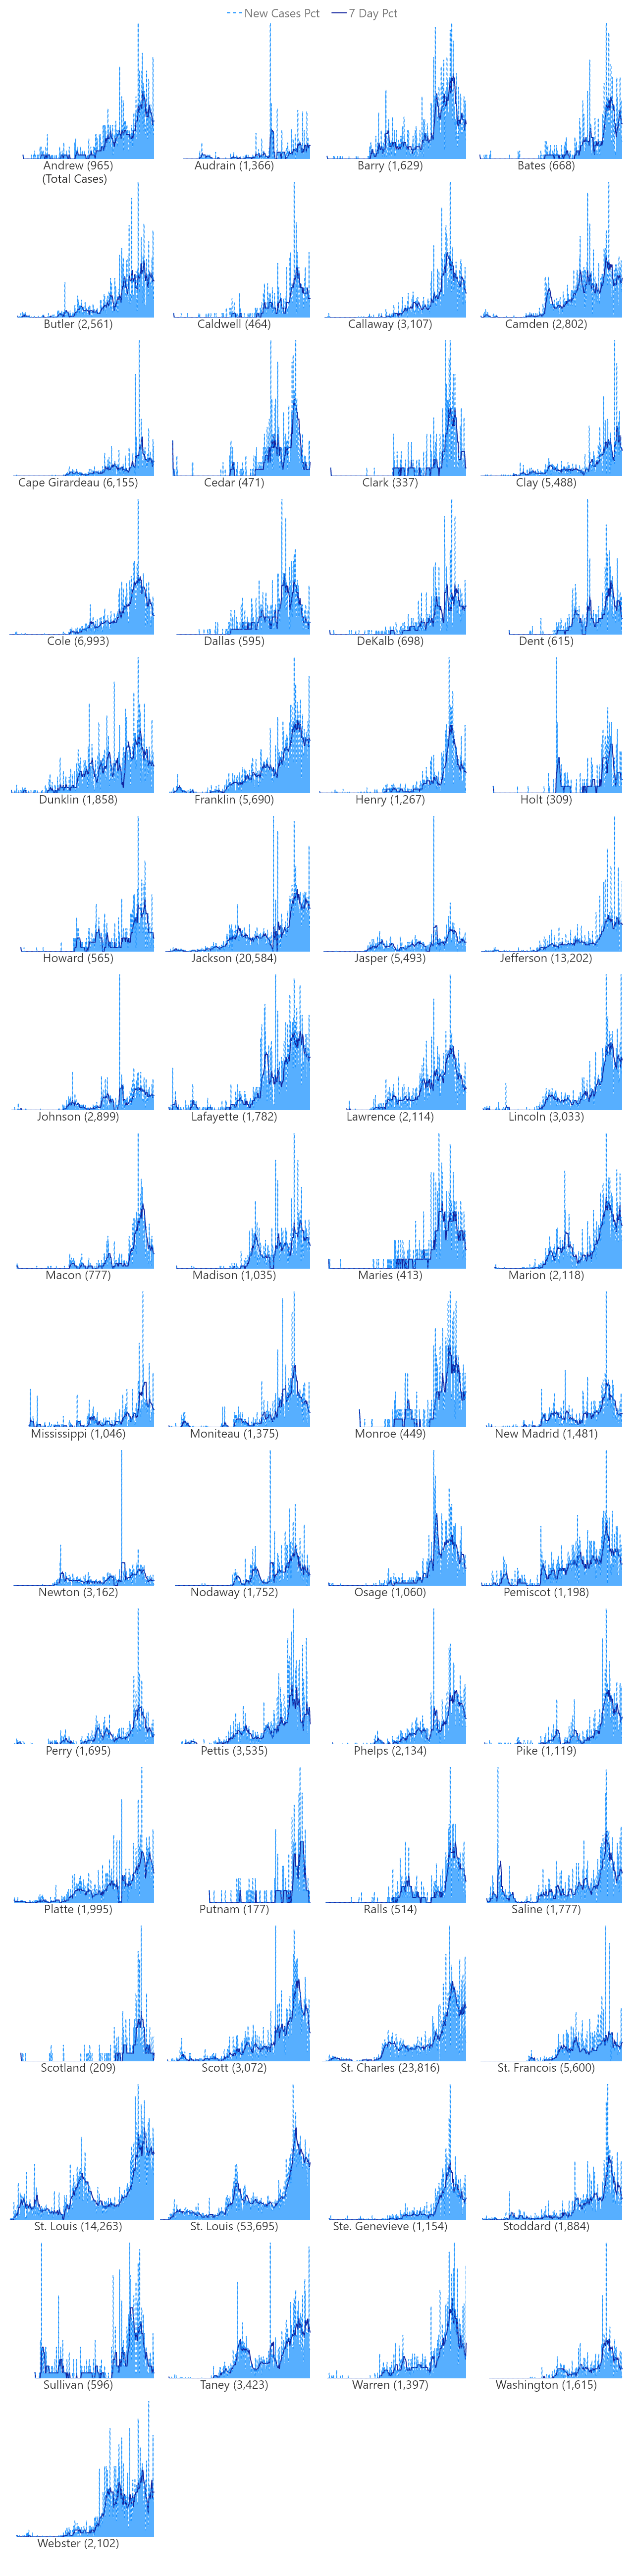 New Cases Pct 7 Day Pct
Andrew (965) Audrain (1,366) Barry (1,629) Bates (668)
(Total Cases)
Butler (2,561) Caldwell (464) Callaway (3,107) Camden (2,802)
Cape Girardeau (6,155) Cedar (471) Clark (337) Clay (5,488)
Cole (6,993) Dallas (595) DeKalb (698) Dent (615)
Dunklin (1,858) Franklin (5,690) Henry (1,267) Holt (309)
Howard (565) Jackson (20,584) Jasper (5,493) Jefferson (13,202)
Johnson (2,899) Lafayette (1,782) Lawrence (2,114) Lincoln (3,033)
Macon (777) Madison (1,035) Maries (413) Marion (2,118)
Mississippi (1,046) Moniteau (1,375) Monroe (449) New Madrid (1,481)
Newton (3,162) Nodaway (1,752) Osage (1,060) Pemiscot (1,198)
Perry (1,695) Pettis (3,535) Phelps (2,134) Pike (1,119)
Platte (1,995) Putnam (177) Ralls (514) Saline (1,777)
Scotland (209) Scott (3,072) St. Charles (23,816) St. Francois (5,600)
St. Louis (14,263) St. Louis (53,695) Ste. Genevieve (1,154) Stoddard (1,884)
Sullivan (596) Taney (3,423) Warren (1,397) Washington (1,615)
Webster (2,102)